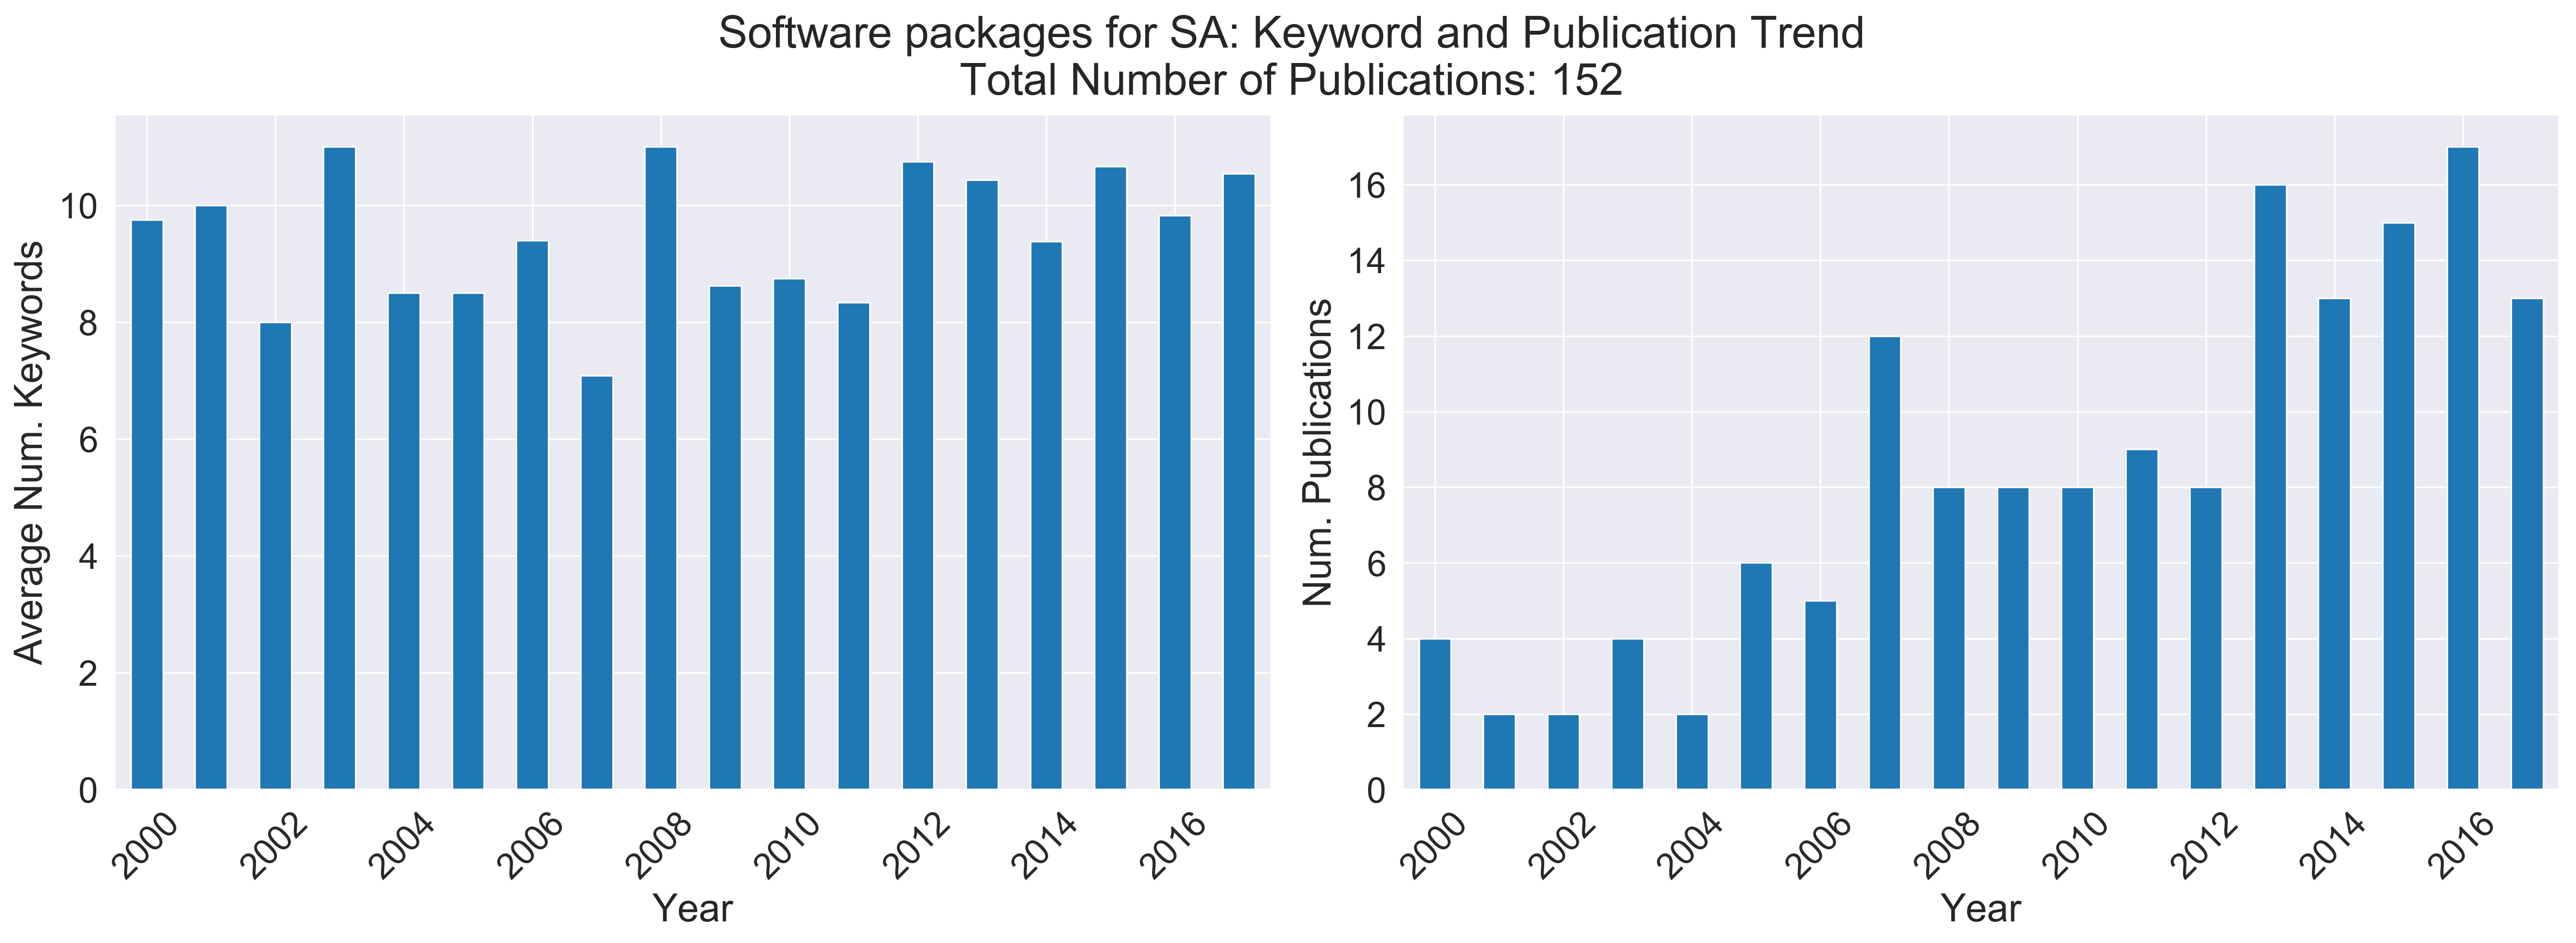 Software packages for SA: Keyword and Publication Trend
Total Number of Publications: 152
Average Num. Keywords
10
8
6
4
2
0
2000 2002 2004 2006 2008 2010 2012 2014 2016
Year
Num. Publications
16
14
12
10
8
6
4
2
0
2000 2002 2004 2006 2008 2010 2012 2014 2016
Year